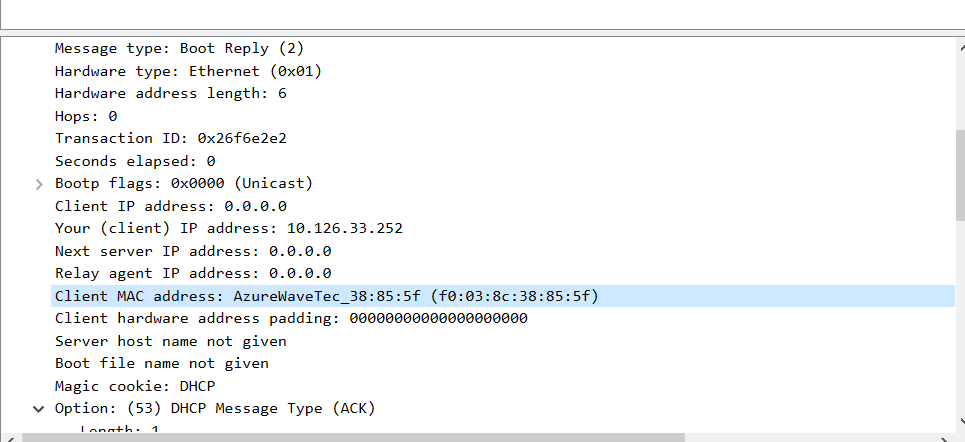 Message type: Boot Reply (2)
Hardware type: Ethernet (0x01)
Hardware address length: 6
Hops: 0
Transaction ID: 0x26f6e2e2
Seconds elapsed: 0
Bootp flags: 0x0000 (Unicast)
Client IP address: 0.0.0.0
Your (client) IP address: 10.126.33.252
Next server IP address: 0.0.0.0
Relay agent IP address: 0.0.0.0
Client MAC address: AzureWaveTec_38:85:5f (f0:03:8c:38:85:5f)
Client hardware address padding: 00000000000000000000
Server host name not given
Boot file name not given
Magic cookie: DHCP
Option: (53) DHCP Message Type (ACK)
Length: 1